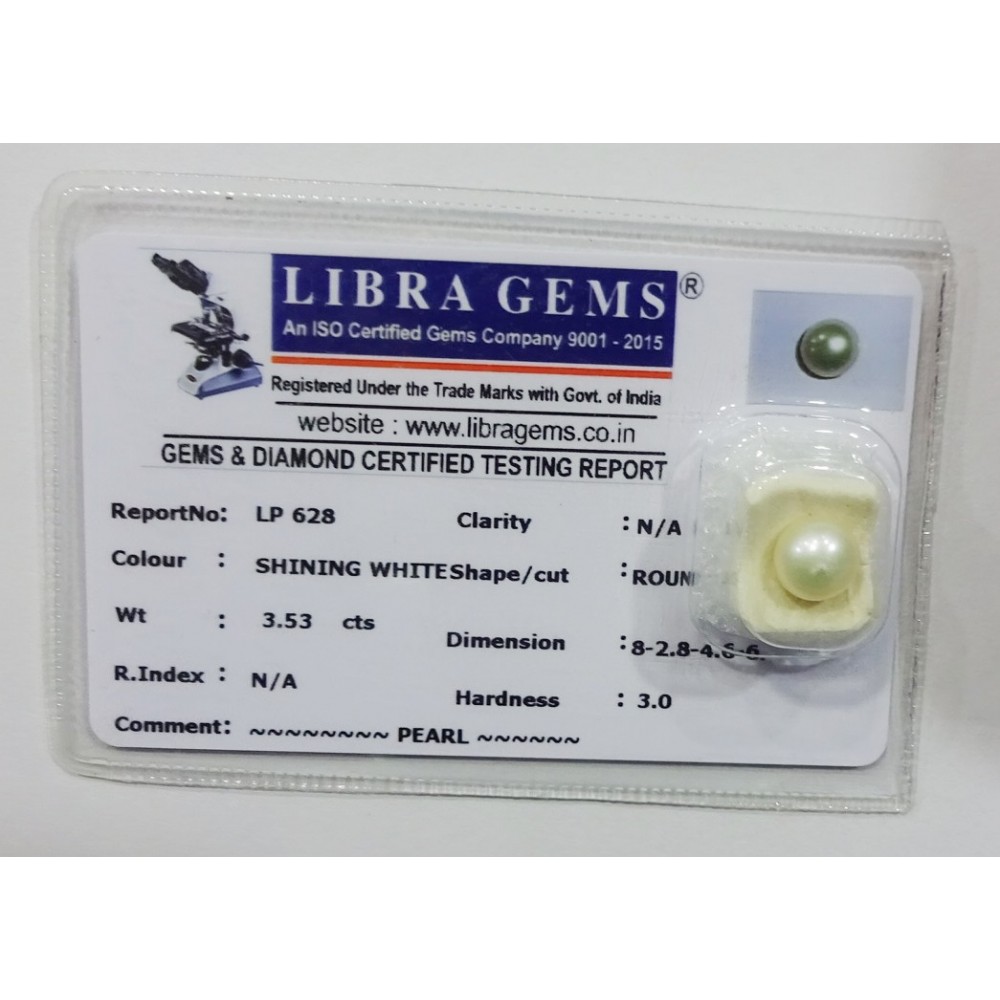 LIBRA GEMS ®
An ISO Certified Gems Company 9001 - 2015
Registered Under the Trade Marks with Govt. of India
website : www.libragems.co.in
GEMS & DIAMOND CERTIFIED TESTING REPORT
ReportNo: LP 628 Clarity : N/A
Colour : SHINING WHITE Shape/cut :
Wt : 3.53 cts Dimension :
R.Index : N/A Hardness : 3.0
Comment: ~~~~~~~~ PEARL ~~~~~~